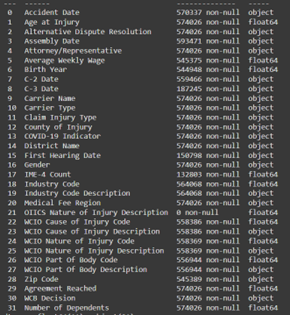 0 Accident Date 570337 non-null object
1 Age at Injury 574026 non-null float64
2 Alternative Dispute Resolution 574026 non-null object
3 Assembly Date 593471 non-null object
4 Attorney/Representative 574026 non-null object
5 Average Weekly Wage 545375 non-null float64
6 Birth Year 544948 non-null float64
7 C-2 Date 559466 non-null object
8 C-3 Date 187245 non-null object
9 Carrier Name 574026 non-null object
10 Carrier Type 574026 non-null object
11 Claim Injury Type 574026 non-null object
12 County of Injury 574026 non-null object
13 COVID-19 Indicator 574026 non-null object
14 District Name 574026 non-null object
15 First Hearing Date 150798 non-null object
16 Gender 574026 non-null object
17 IME-4 Count 132803 non-null float64
18 Industry Code 564068 non-null float64
19 Industry Code Description 564068 non-null object
20 Medical Fee Region 574026 non-null object
21 OIICS Nature of Injury Description 0 non-null float64
22 WCIO Cause of Injury Code 558386 non-null float64
23 WCIO Cause of Injury Description 558386 non-null object
24 WCIO Nature of Injury Code 558369 non-null float64
25 WCIO Nature of Injury Description 558369 non-null object
26 WCIO Part Of Body Code 556944 non-null float64
27 WCIO Part Of Body Description 556944 non-null object
28 Zip Code 545389 non-null object
29 Agreement Reached 574026 non-null float64
30 WCB Decision 574026 non-null object
31 Number of Dependents 574026 non-null float64